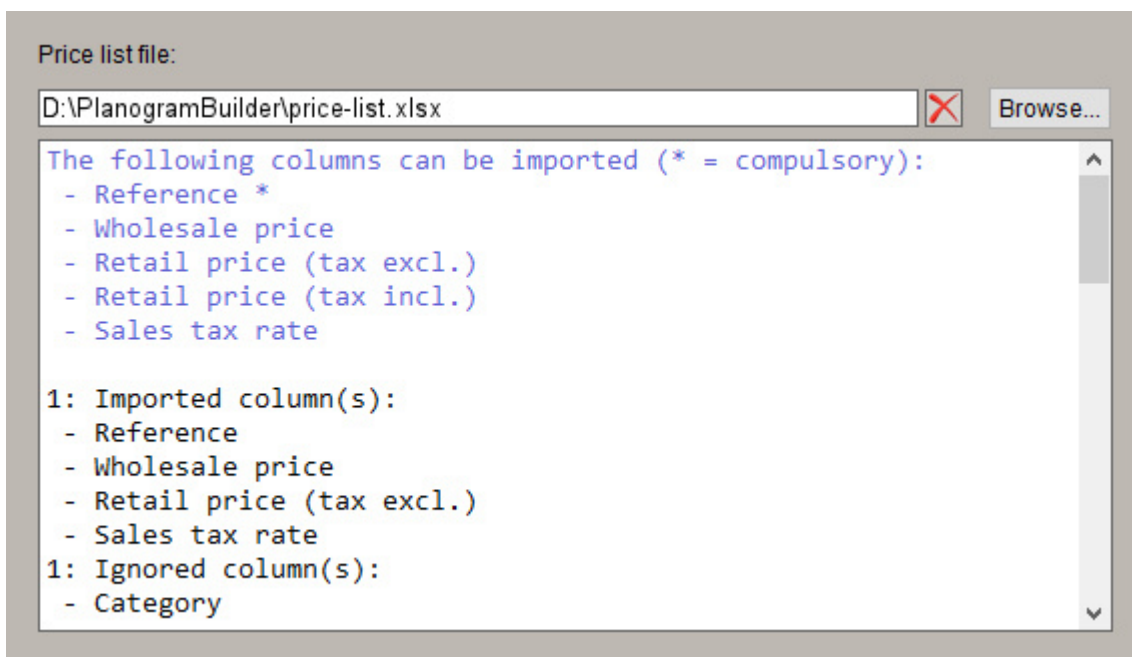 Price list file:
D:\PlanogramBuilder\price-list.xlsx
Browse...
The following columns can be imported (* = compulsory):
- Reference *
- Wholesale price
- Retail price (tax excl.)
- Retail price (tax incl.)
- Sales tax rate
1: Imported column(s):
- Reference
- Wholesale price
- Retail price (tax excl.)
- Sales tax rate
1: Ignored column(s):
- Category